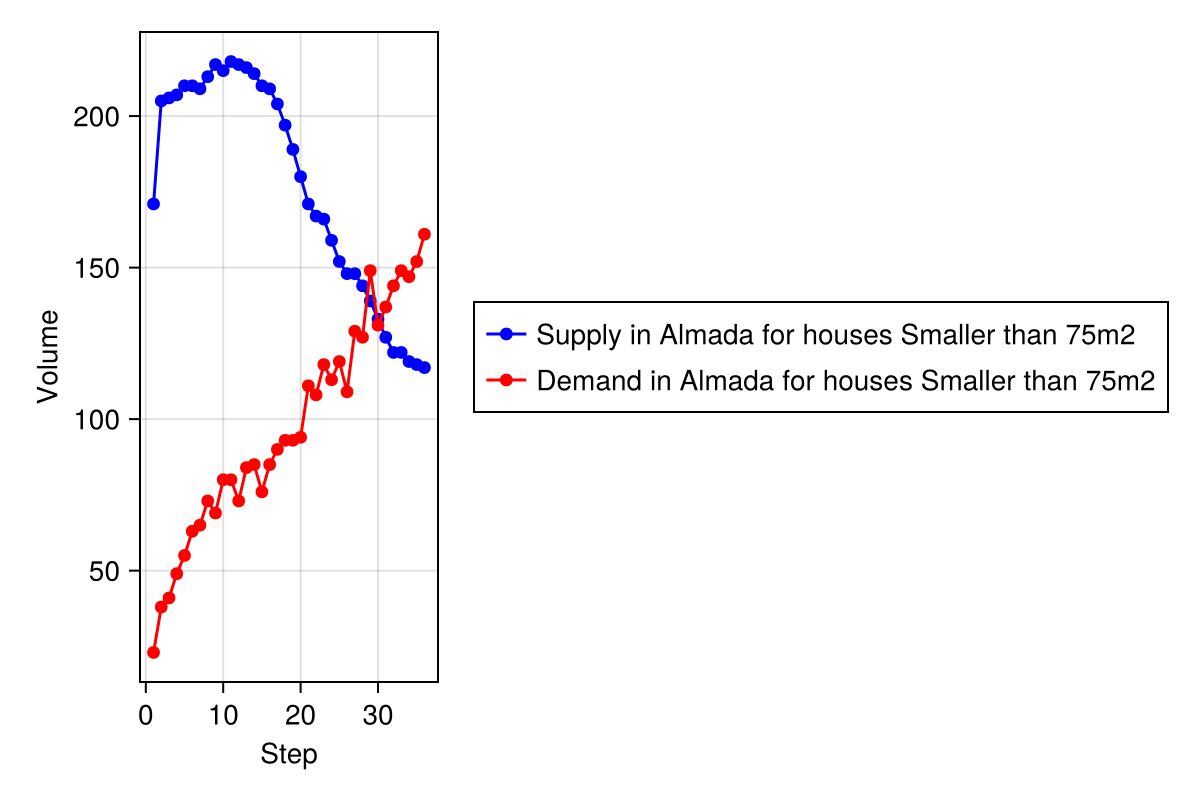 200
150
100
50
Volume
0 10 20 30
Step
Supply in Almada for houses Smaller than 75m2
Demand in Almada for houses Smaller than 75m2